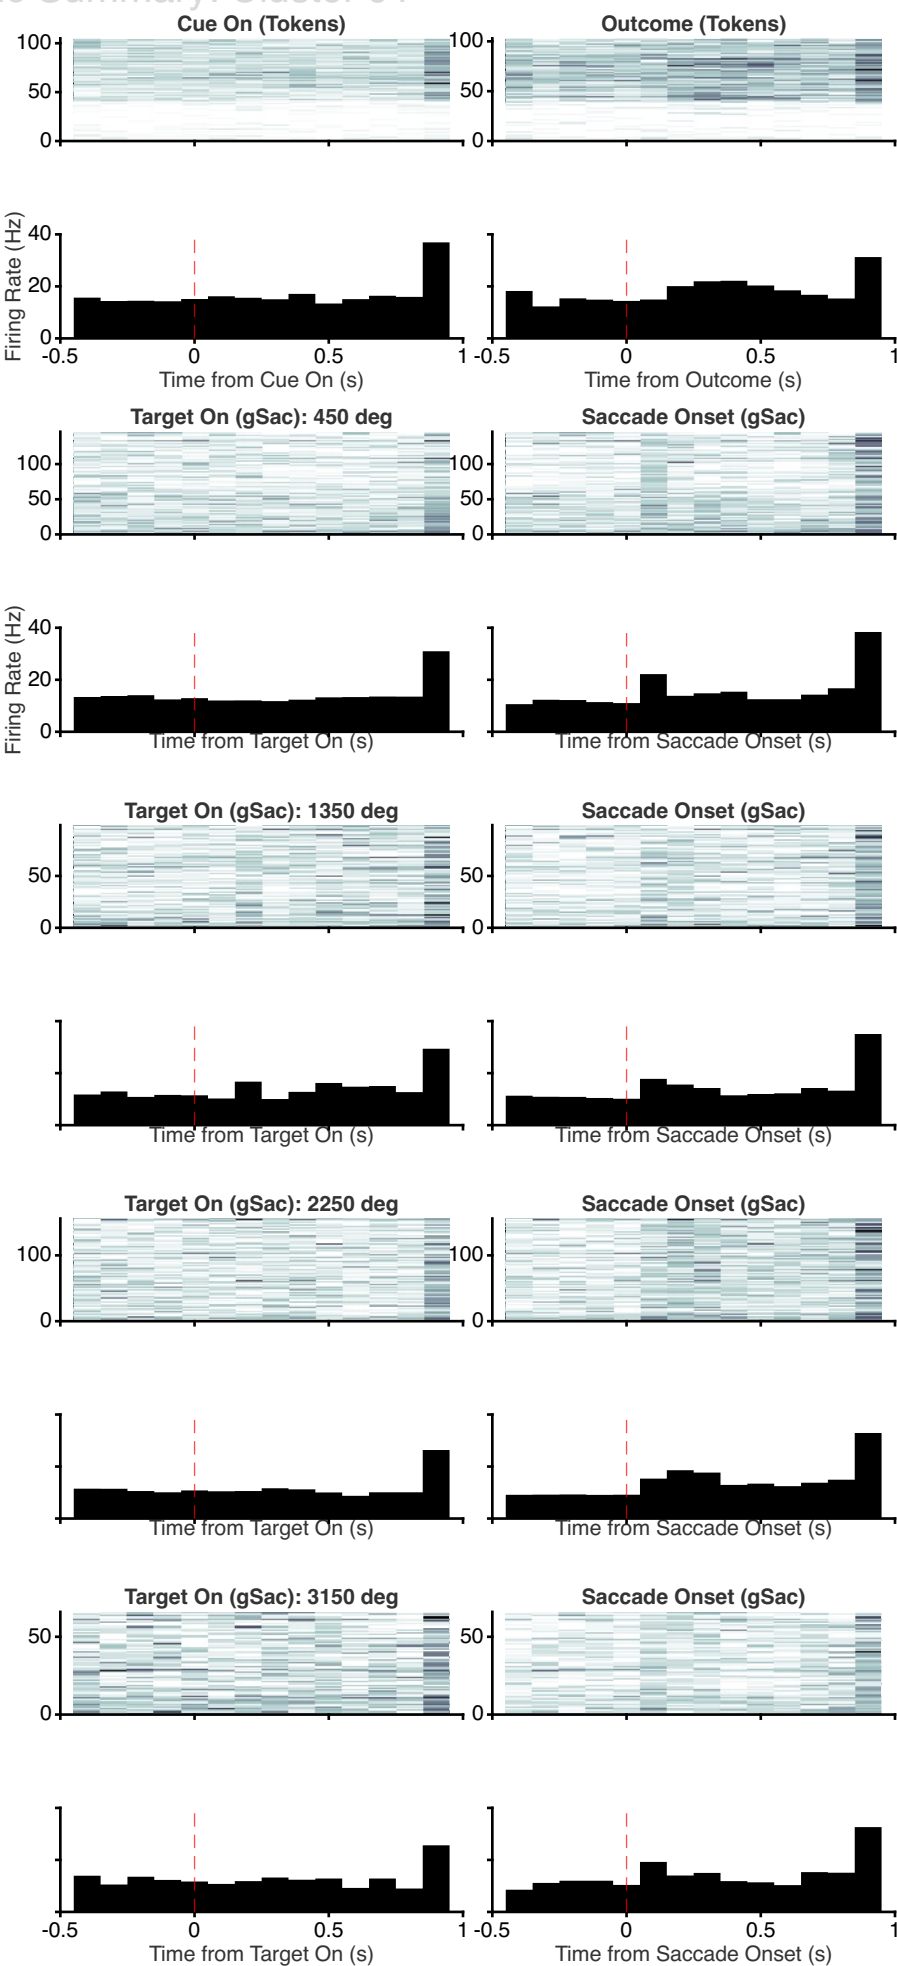 Summary: Cluster
Cue On (Tokens) Outcome (Tokens)
100 100
50 50
0 0
Firing Rate (Hz)
40
20
0
-0.5 0 0.5 1 -0.5 0 0.5 1
Time from Cue On (s) Time from Outcome (s)
Target On (gSac): 450 deg Saccade Onset (gSac)
100 100
50 50
0 0
Firing Rate (Hz)
40
20
0
Time from Target On (s) Time from Saccade Onset (s)
Target On (gSac): 1350 deg Saccade Onset (gSac)
50 50
0 0
Time from Target On (s) Time from Saccade Onset (s)
Target On (gSac): 2250 deg Saccade Onset (gSac)
100 100
0 0
Time from Target On (s) Time from Saccade Onset (s)
Target On (gSac): 3150 deg Saccade Onset (gSac)
50 50
0 0
-0.5 0 0.5 1 -0.5 0 0.5 1
Time from Target On (s) Time from Saccade Onset (s)